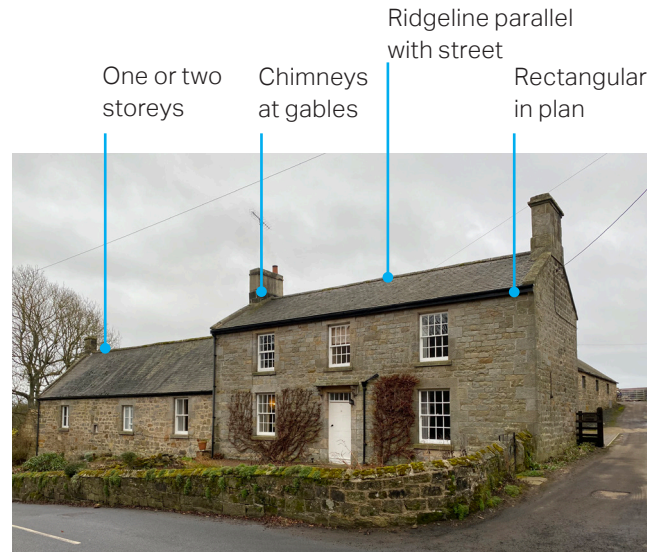 Ridgeline parallel
with street
One or two
storeys
Chimneys
at gables
Rectangular
in plan